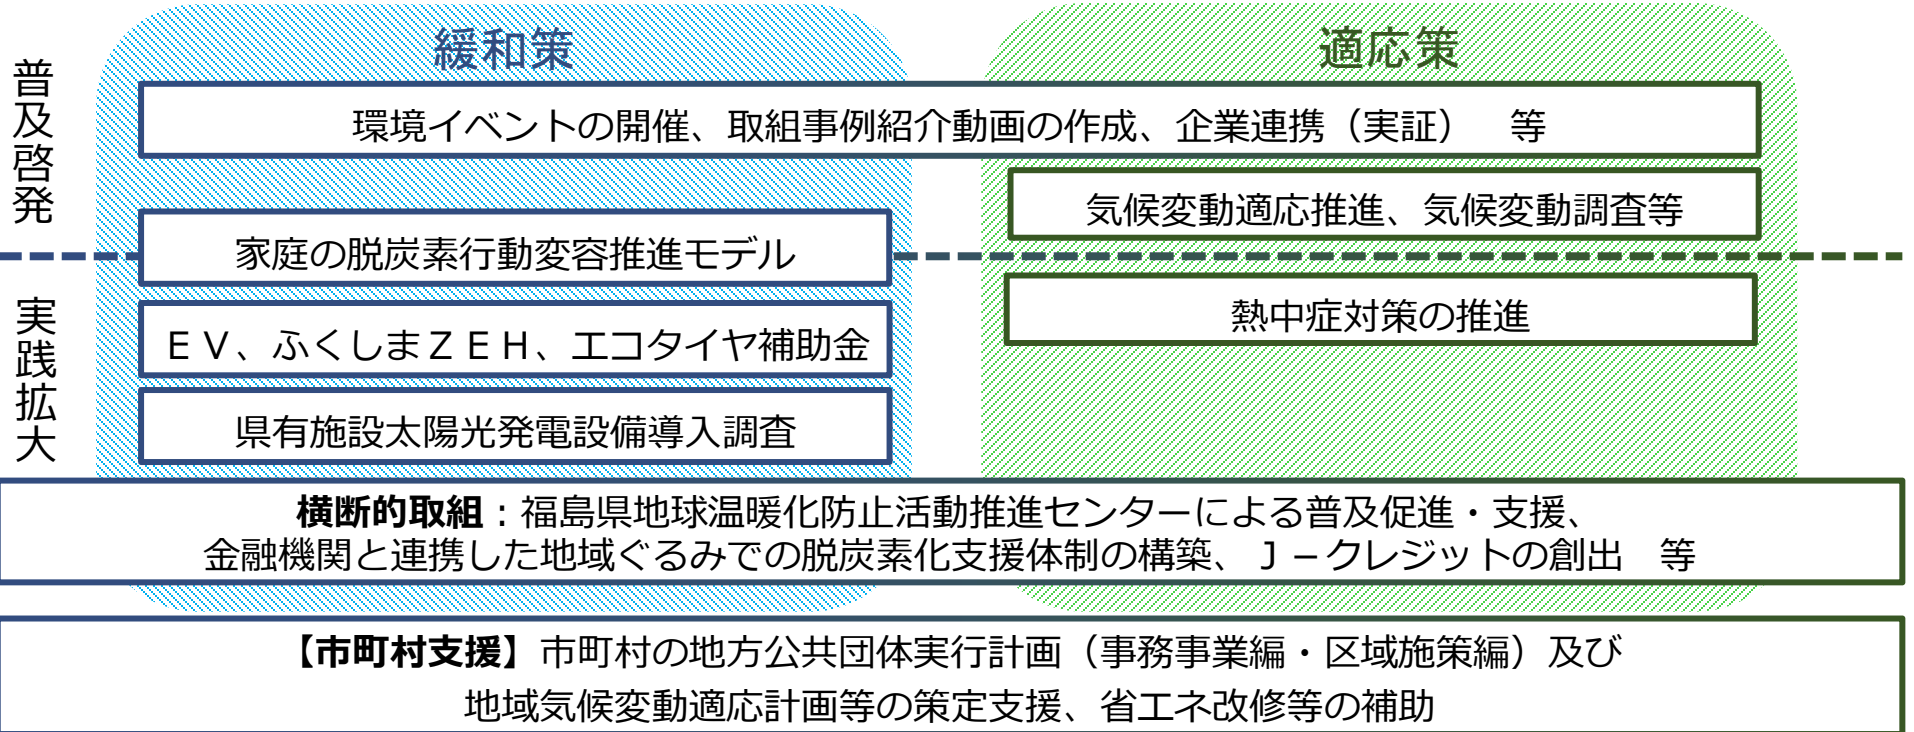 緩和策
適応策
普及啓発
環境イベントの開催、取組事例紹介動画の作成、企業連携（実証）　等
気候変動適応推進、気候変動調査等
家庭の脱炭素行動変容推進モデル
実践拡大
熱中症対策の推進
ＥＶ、ふくしまＺＥＨ、エコタイヤ補助金
県有施設太陽光発電設備導入調査
横断的取組：福島県地球温暖化防止活動推進センターによる普及促進・支援、
金融機関と連携した地域ぐるみでの脱炭素化支援体制の構築、Ｊ－クレジットの創出　等
【市町村支援】市町村の地方公共団体実行計画（事務事業編・区域施策編）及び
地域気候変動適応計画等の策定支援、省エネ改修等の補助